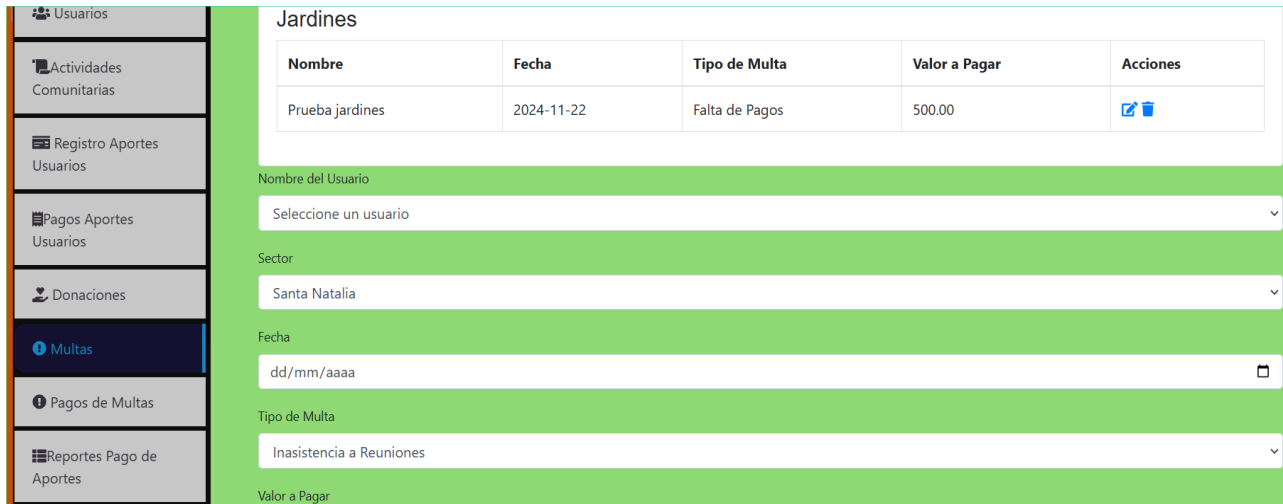 Usuarios
Actividades
Comunitarias
Registro Aportes
Usuarios
Pagos Aportes
Usuarios
Donaciones
Multas
Pagos de Multas
Reportes Pago de
Aportes
Jardines
Nombre Fecha Tipo de Multa Valor a Pagar Acciones
Prueba jardines 2024-11-22 Falta de Pagos 500.00
Nombre del Usuario
Seleccione un usuario
Sector
Santa Natalia
Fecha
dd/mm/aaaa
Tipo de Multa
Inasistencia a Reuniones
Valor a Pagar